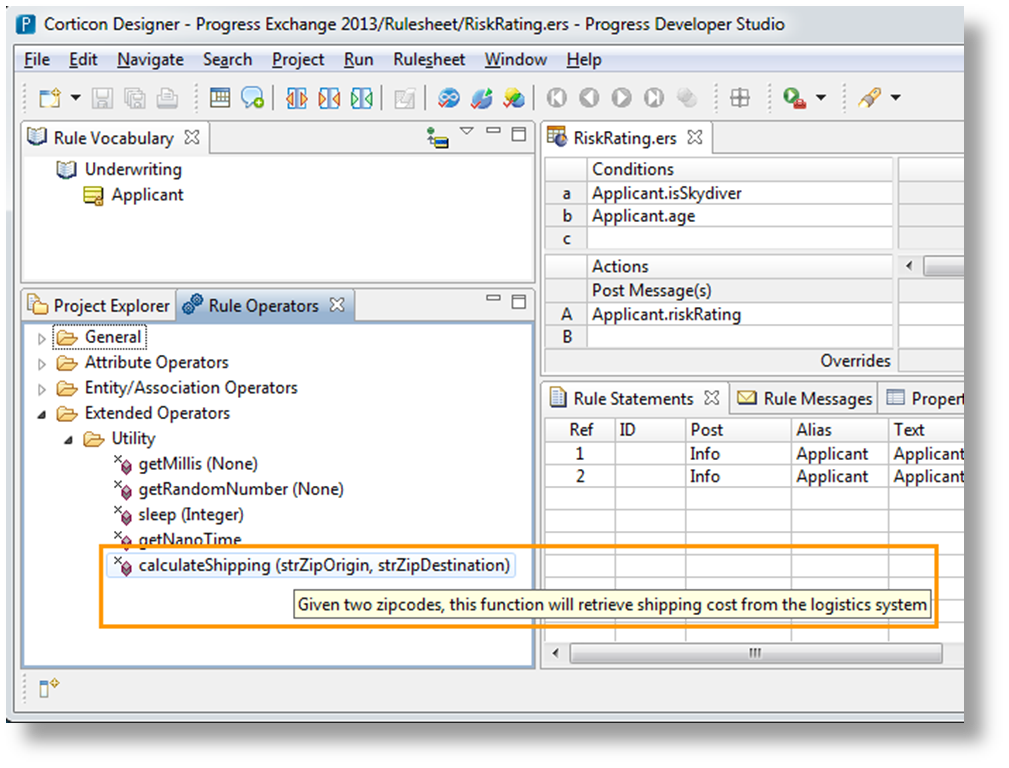 Corticon Designer - Progress Exchange 2013/Rulesheet/RiskRating.ers - Progress Developer Studio
File Edit Navigate Search Project Run Rulesheet Window Help
Rule Vocabulary
Underwriting
Applicant
Project Explorer Rule Operators
General
Attribute Operators
Entity/Association Operators
Extended Operators
Utility
getMillis (None)
getRandomNumber (None)
sleep (Integer)
getNanoTime
calculateShipping (strZipOrigin, strZipDestination)
Given two zipcodes, this function will retrieve shipping cost from the logistics system
RiskRating.ers
Conditions
a Applicant.isSkydiver
b Applicant.age
c
Actions
Post Message(s)
A Applicant.riskRating
B
Overrides
Rule Statements Rule Messages Propert
Ref ID Post Alias Text
1 Info Applicant Applicant
2 Info Applicant Applicant